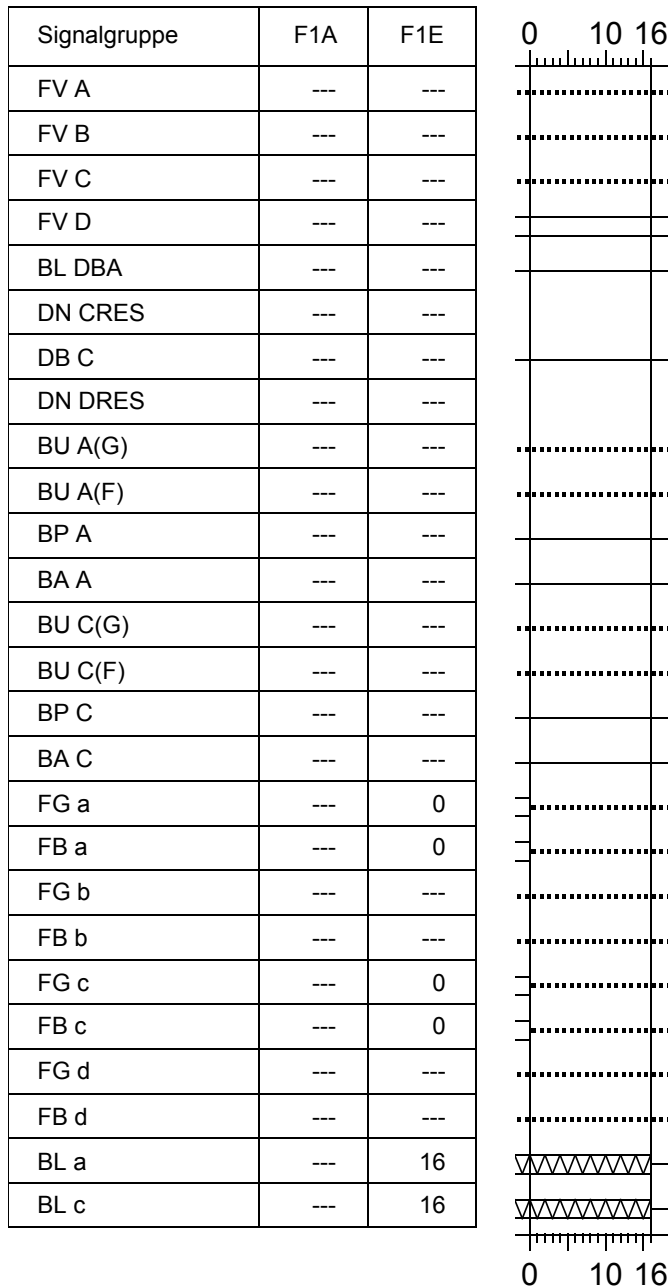 Signalgruppe F1A F1E 0 10 16
FV A --- ---
FV B --- ---
FV C --- ---
FV D --- ---
BL DBA --- ---
DN CRES --- ---
DB C --- ---
DN DRES --- ---
BU A(G) --- ---
BU A(F) --- ---
BP A --- ---
BA A --- ---
BU C(G) --- ---
BU C(F) --- ---
BP C --- ---
BA C --- ---
FG a --- 0
FB a --- 0
FG b --- ---
FB b --- ---
FG c --- 0
FB c --- 0
FG d --- ---
FB d --- ---
BL a --- 16
BL c --- 16
0 10 16